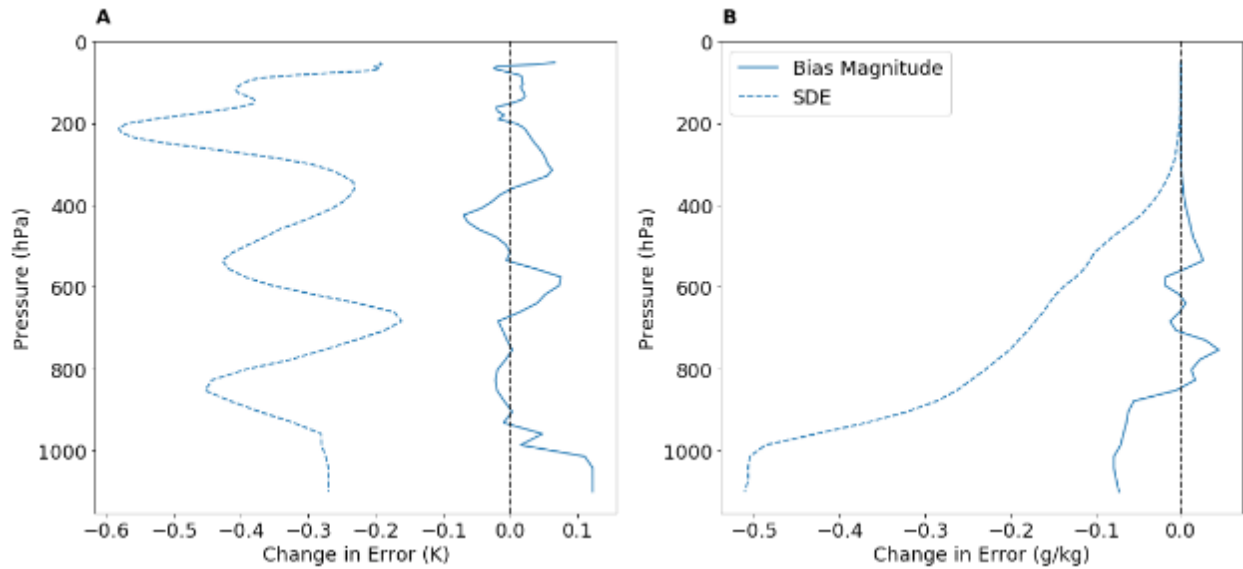 A
0
200
400
600
800
1000
Pressure (hPa)
−0.6 −0.5 −0.4 −0.3 −0.2 −0.1 0.0 0.1
Change in Error (K)
B
Bias Magnitude
SDE
0
200
400
600
800
1000
Pressure (hPa)
−0.5 −0.4 −0.3 −0.2 −0.1 0.0
Change in Error (g/kg)